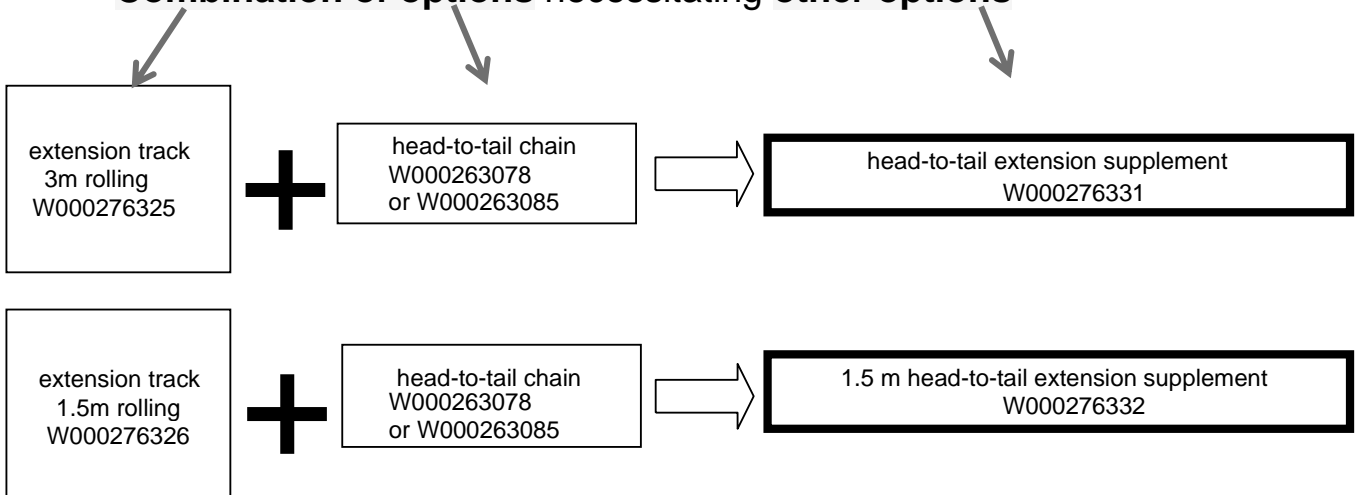 Combination of options necessitating other options
extension track
3m rolling
W000276325
head-to-tail chain
W000263078
or W000263085
head-to-tail extension supplement
W000276331
extension track
1.5m rolling
W000276326
head-to-tail chain
W000263078
or W000263085
1.5 m head-to-tail extension supplement
W000276332